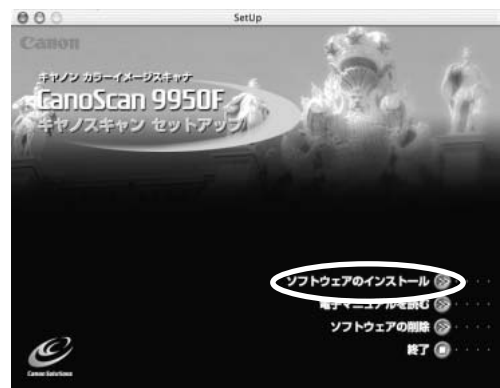 SetUp
Canon
キヤノン カラーイメージスキャナ
CanoScan 9950F
キヤノスキャン セットアップ
ソフトウェアのインストール
電子マニュアルを読む
ソフトウェアの削除
終了